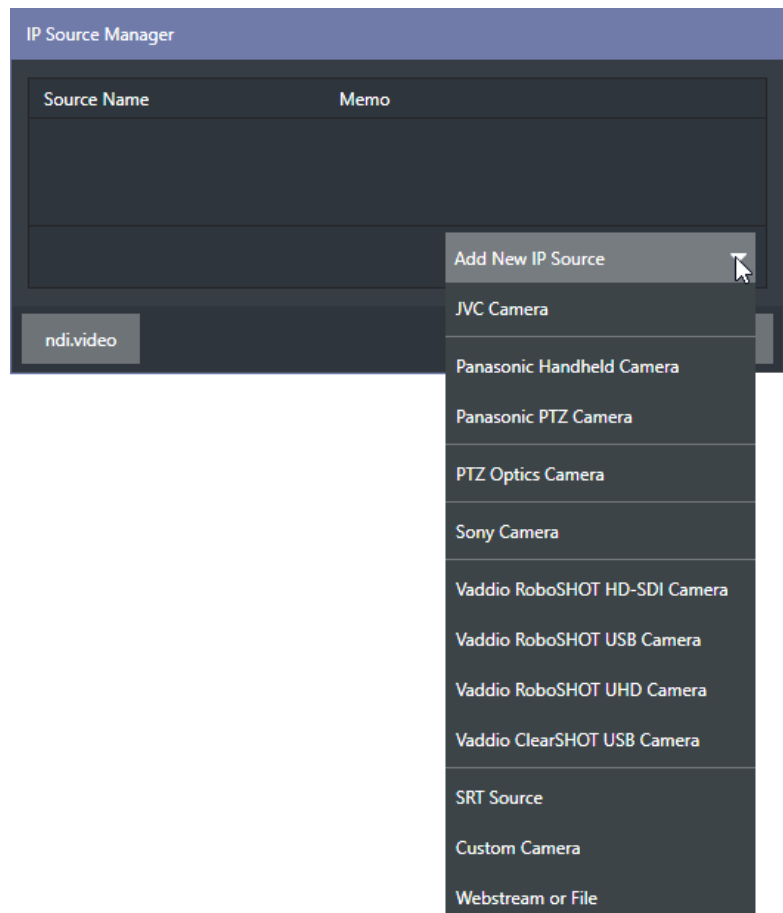 IP Source Manager
Source Name Memo
Add New IP Source
JVC Camera
ndi.video
Panasonic Handheld Camera
Panasonic PTZ Camera
PTZ Optics Camera
Sony Camera
Vaddio RoboSHOT HD-SDI Camera
Vaddio RoboSHOT USB Camera
Vaddio RoboSHOT UHD Camera
Vaddio ClearSHOT USB Camera
SRT Source
Custom Camera
Webstream or File